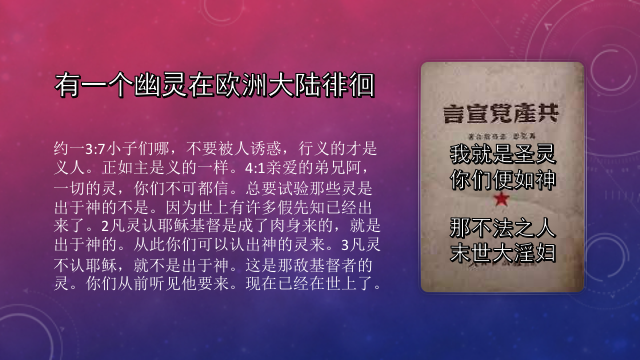 有一个幽灵在欧洲大陆徘徊
约一3:7小子们哪，不要被人诱惑，行义的才是
义人。正如主是义的一样。4:1亲爱的弟兄阿，
一切的灵，你们不可都信。总要试验那些灵是
出于神的不是。因为世上有许多假先知已经出
来了。2凡灵认耶稣基督是成了肉身来的，就是
出于神的。从此你们可以认出神的灵来。3凡灵
不认耶稣，就不是出于神。这是那敌基督者的
灵。你们从前听见他要来。现在已经在世上了。
言宣党產共
我就是圣灵
你们便如神
那不法之人
末世大淫妇